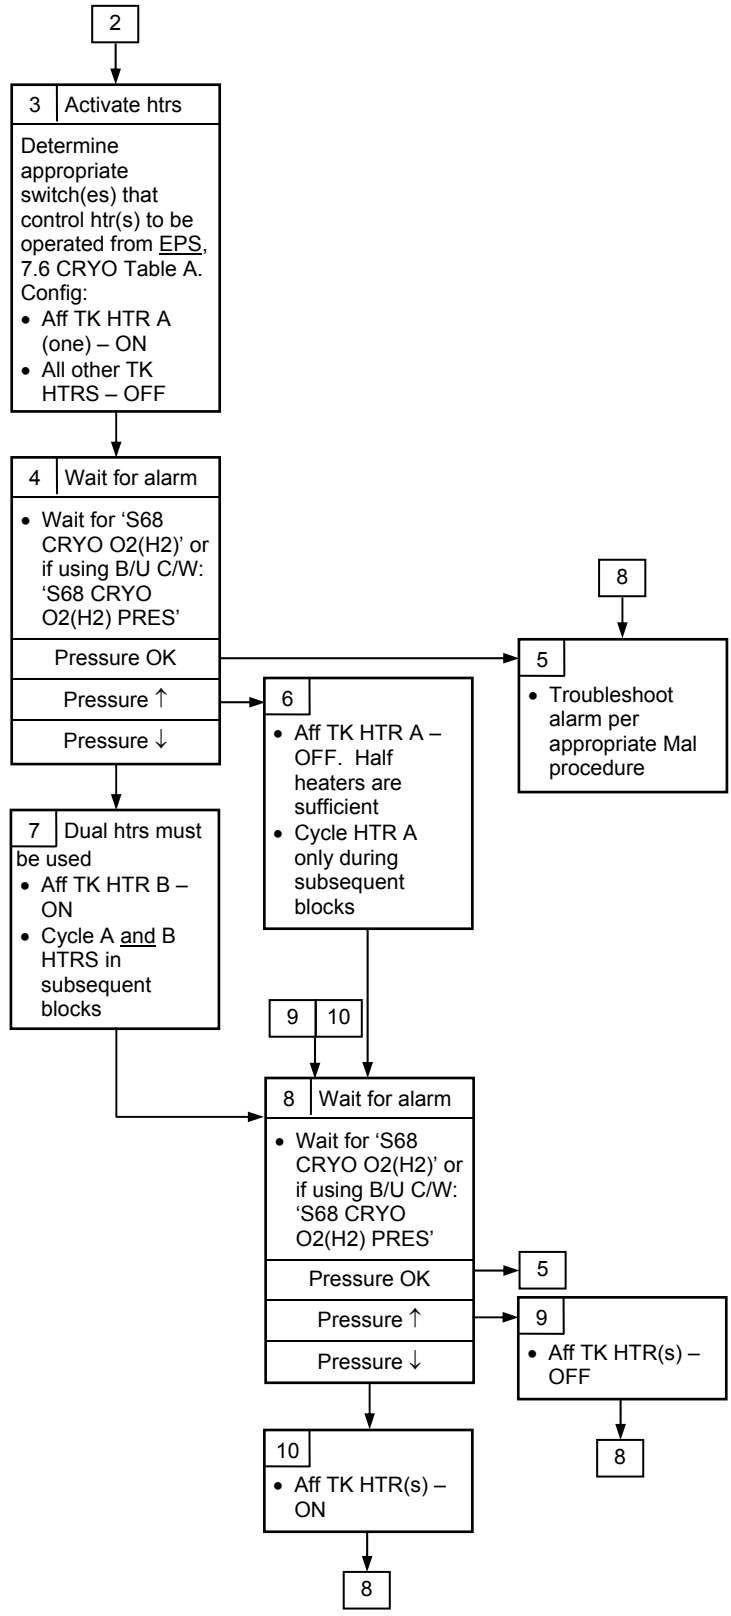 2
3 Activate htrs
Determine
appropriate
switch(es) that
control htr(s) to be
operated from EPS,
7.6 CRYO Table A.
Config:
• Aff TK HTR A
(one) – ON
• All other TK
HTRS – OFF
4 Wait for alarm
• Wait for ‘S68
CRYO O2(H2)’ or
if using B/U C/W:
‘S68 CRYO
O2(H2) PRES’
Pressure OK
Pressure ↑
Pressure ↓
8
5
• Troubleshoot
alarm per
appropriate Mal
procedure
6
• Aff TK HTR A –
OFF. Half
heaters are
sufficient
• Cycle HTR A
only during
subsequent
blocks
7 Dual htrs must
be used
• Aff TK HTR B –
ON
• Cycle A and B
HTRS in
subsequent
blocks
9 10
8 Wait for alarm
• Wait for ‘S68
CRYO O2(H2)’ or
if using B/U C/W:
‘S68 CRYO
O2(H2) PRES’
Pressure OK
Pressure ↑
Pressure ↓
5
9
• Aff TK HTR(s) –
OFF
8
10
• Aff TK HTR(s) –
ON
8